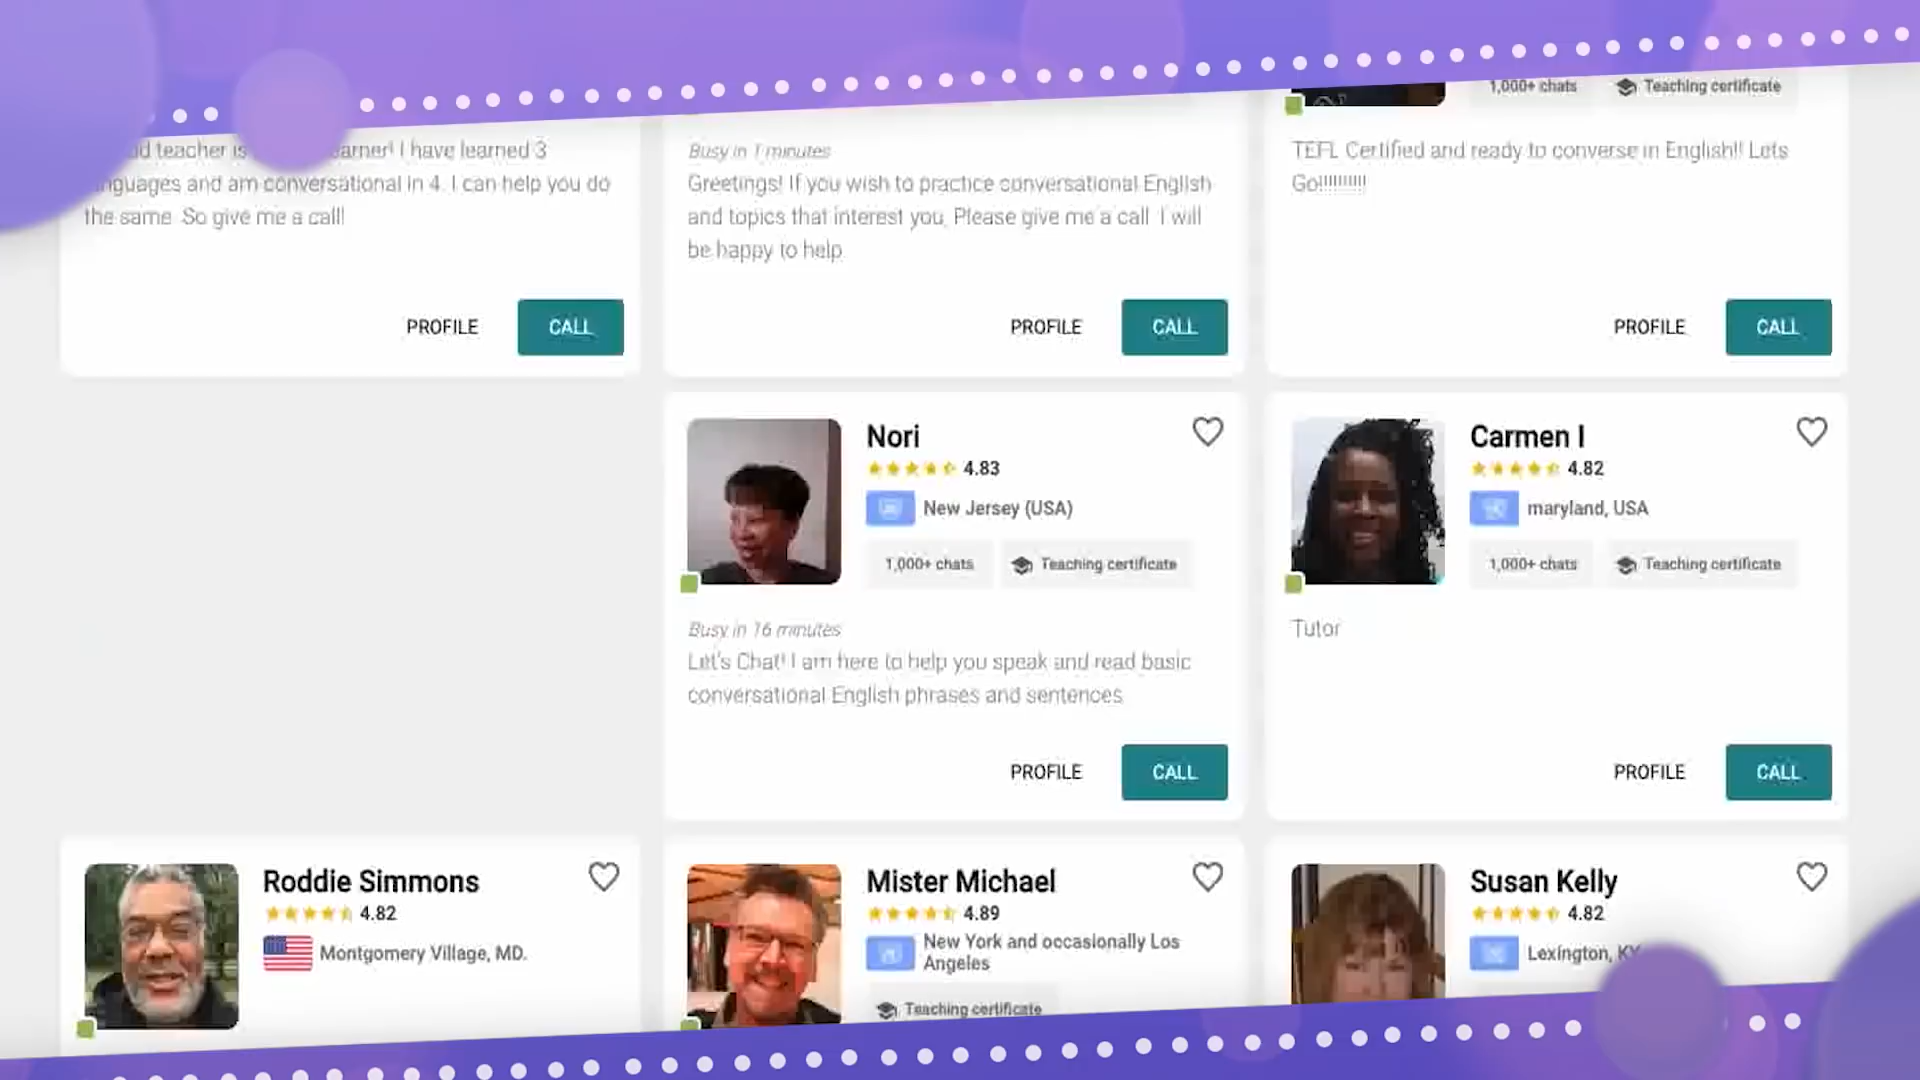 1,000+ chats Teaching certificate
teacher is
I have learned 3
and am conversational in 4. I can help you do
the same. So give me a call!
PROFILE CALL
Busy in 1 minutes
Greetings! If you wish to practice conversational English
and topics that interest you, Please give me a call. I will
be happy to help
PROFILE CALL
TEFL Certified and ready to converse in English!! Lets
Go!!!!!!!!!!
PROFILE CALL
Nori
4.83
New Jersey (USA)
1,000+ chats Teaching certificate
Busy in 16 minutes
Let's Chat! I am here to help you speak and read basic
conversational English phrases and sentences
PROFILE CALL
Carmen I
4.82
maryland, USA
1,000+ chats Teaching certificate
Tutor
PROFILE CALL
Roddie Simmons
4.82
Montgomery Village, MD.
Mister Michael
4.89
New York and occasionally Los
Angeles
Teaching certificate
Susan Kelly
4.82
Lexington,